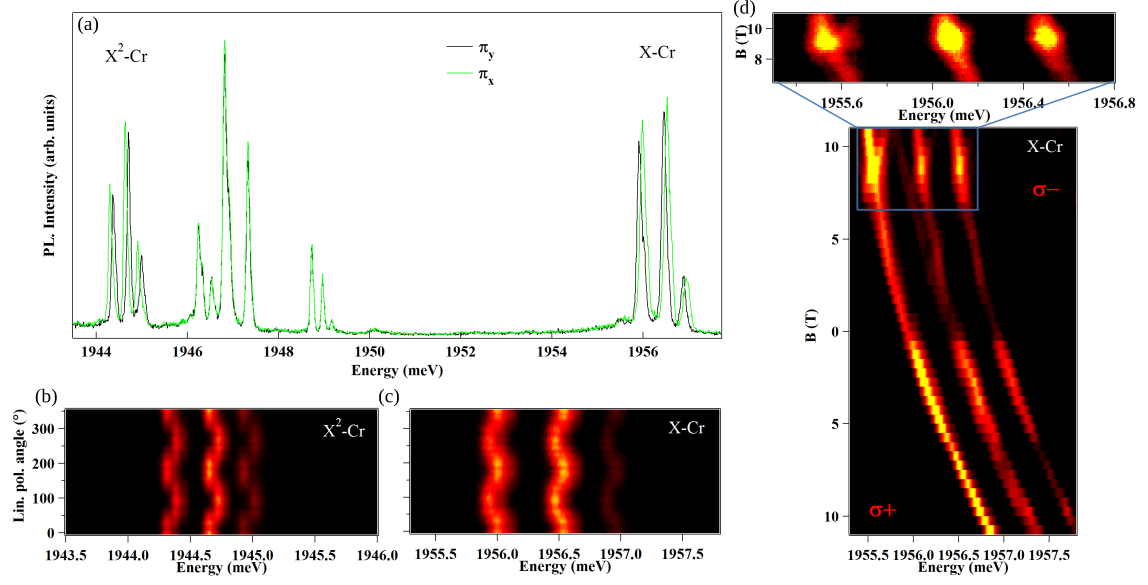 (a)
X²-Cr
π_y
π_x
X-Cr
PL. Intensity (arb. units)
1944
1946
1948
1950
1952
1954
1956
Energy (meV)
(b)
X²-Cr
Lin. pol. angle (°)
300
200
100
0
1943.5
1944.0
1944.5
1945.0
1945.5
1946.0
Energy (meV)
(c)
X-Cr
1955.5
1956.0
1956.5
1957.0
1957.5
Energy (meV)
(d)
B (T)
10
8
1955.6
1956.0
1956.4
1956.8
Energy (meV)
X-Cr
σ−
B (T)
10
5
0
5
10
σ+
1955.5
1956.0
1956.5
1957.0
1957.5
Energy (meV)